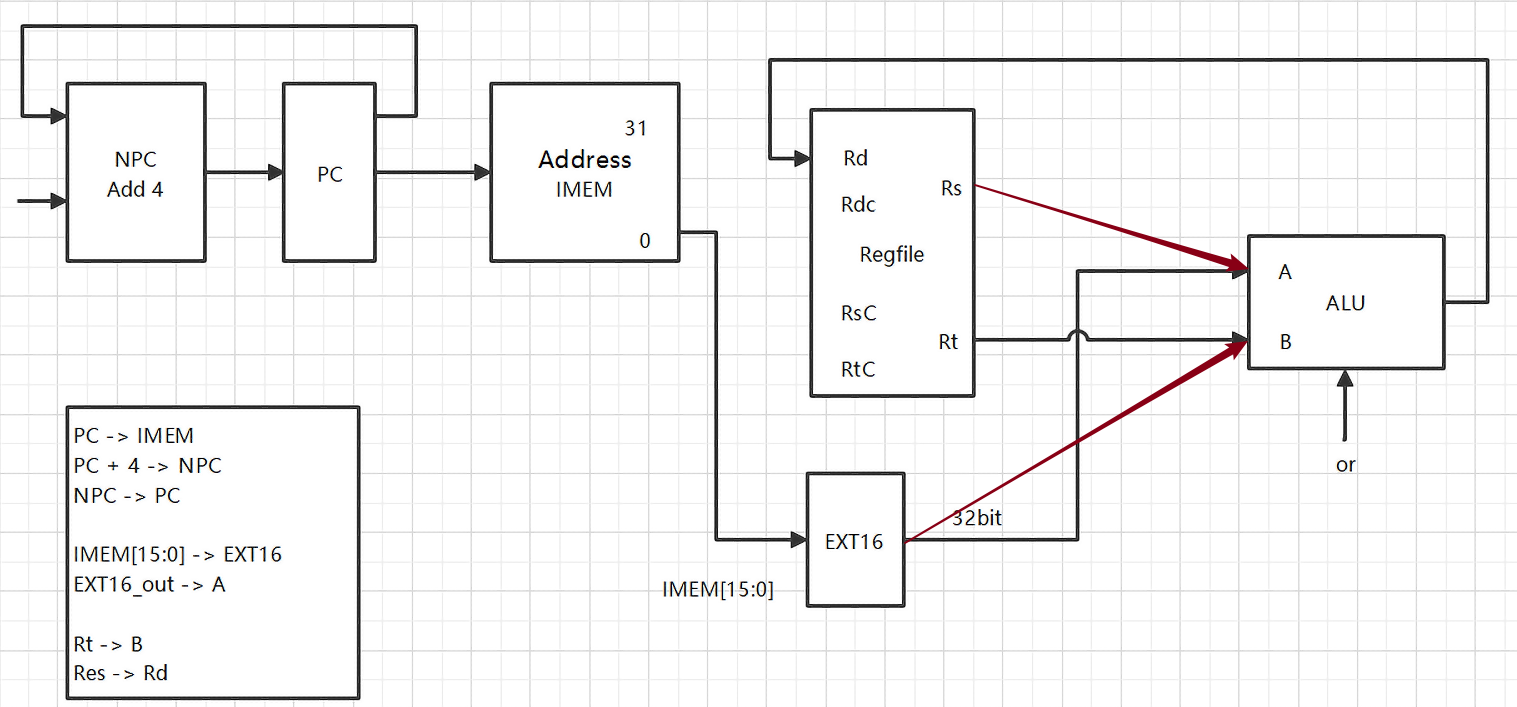 NPC
Add 4
PC
31
Address
IMEM
0
Rd
Rs
Rdc
Regfile
RsC
Rt
RtC
A
ALU
B
or
PC -> IMEM
PC + 4 -> NPC
NPC -> PC
IMEM[15:0] -> EXT16
EXT16_out -> A
Rt -> B
Res -> Rd
32bit
EXT16
IMEM[15:0]